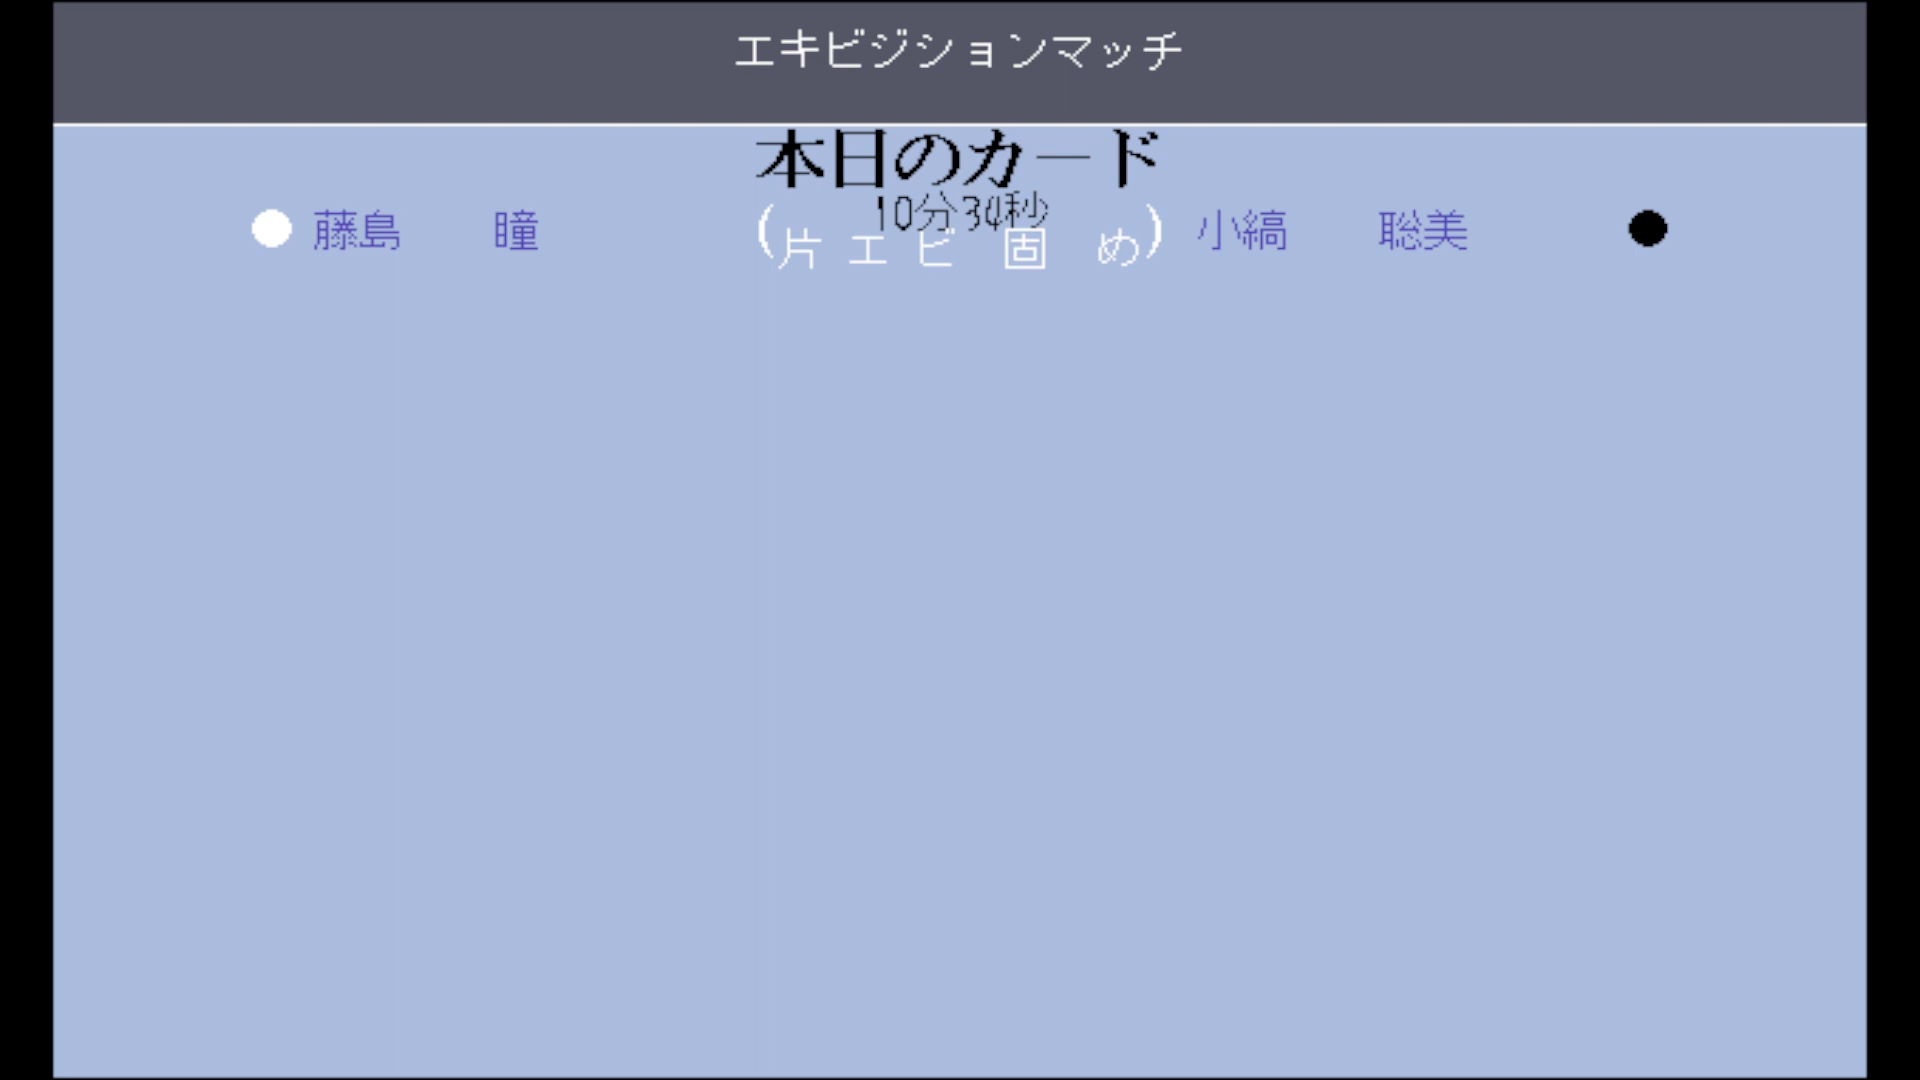 エキビジションマッチ
本日のカード
10分34秒
○ 藤島 瞳 (片エビ固め) 小縞 聡美 ●